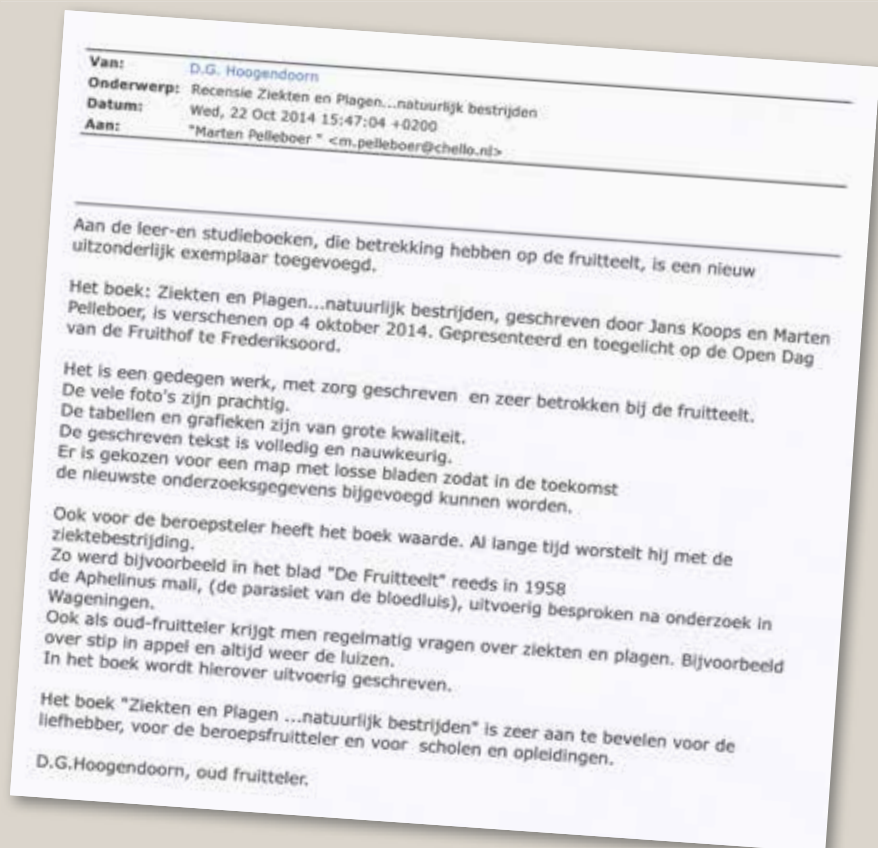 Van: D.G. Hoogendoorn
Onderwerp: Recensie Ziekten en Plagen...natuurlijk bestrijden
Datum: Wed, 22 Oct 2014 15:47:04 +0200
Aan: "Marten Pelleboer " <m.pelleboer@chello.nl>
Aan de leer-en studieboeken, die betrekking hebben op de fruitteelt, is een nieuw
uitzonderlijk exemplaar toegevoegd.
Het boek: Ziekten en Plagen...natuurlijk bestrijden, geschreven door Jans Koops en Marten
Pelleboer, is verschenen op 4 oktober 2014. Gepresenteerd en toegelicht op de Open Dag
van de Fruithof te Frederiksoord.
Het is een gedegen werk, met zorg geschreven en zeer betrokken bij de fruitteelt.
De vele foto's zijn prachtig.
De tabellen en grafieken zijn van grote kwaliteit.
De geschreven tekst is volledig en nauwkeurig.
Er is gekozen voor een map met losse bladen zodat in de toekomst
de nieuwste onderzoeksgegevens bijgevoegd kunnen worden.
Ook voor de beroepsteler heeft het boek waarde. Al lange tijd worstelt hij met de
ziektebestrijding.
Zo werd bijvoorbeeld in het blad "De Fruitteelt" reeds in 1958
de Aphelinus mali, (de parasiet van de bloedluis), uitvoerig besproken na onderzoek in
Wageningen.
Ook als oud-fruitteler krijgt men regelmatig vragen over ziekten en plagen. Bijvoorbeeld
over stip in appel en altijd weer de luizen.
In het boek wordt hierover uitvoerig geschreven.
Het boek "Ziekten en Plagen ...natuurlijk bestrijden" is zeer aan te bevelen voor de
liefhebber, voor de beroepsfruitteler en voor scholen en opleidingen.
D.G.Hoogendoorn, oud fruitteler.